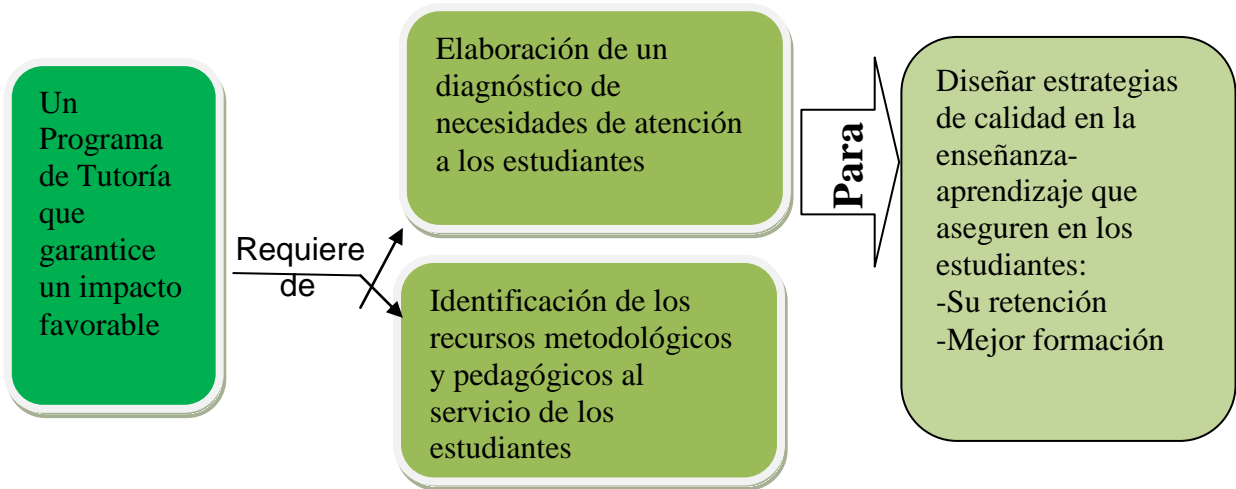 Un
Programa
de Tutoría
que
garantice
un impacto
favorable
Requiere
de
Elaboración de un
diagnóstico de
necesidades de atención
a los estudiantes
Identificación de los
recursos metodológicos
y pedagógicos al
servicio de los
estudiantes
Para
Diseñar estrategias
de calidad en la
enseñanza-
aprendizaje que
aseguren en los
estudiantes:
-Su retención
-Mejor formación